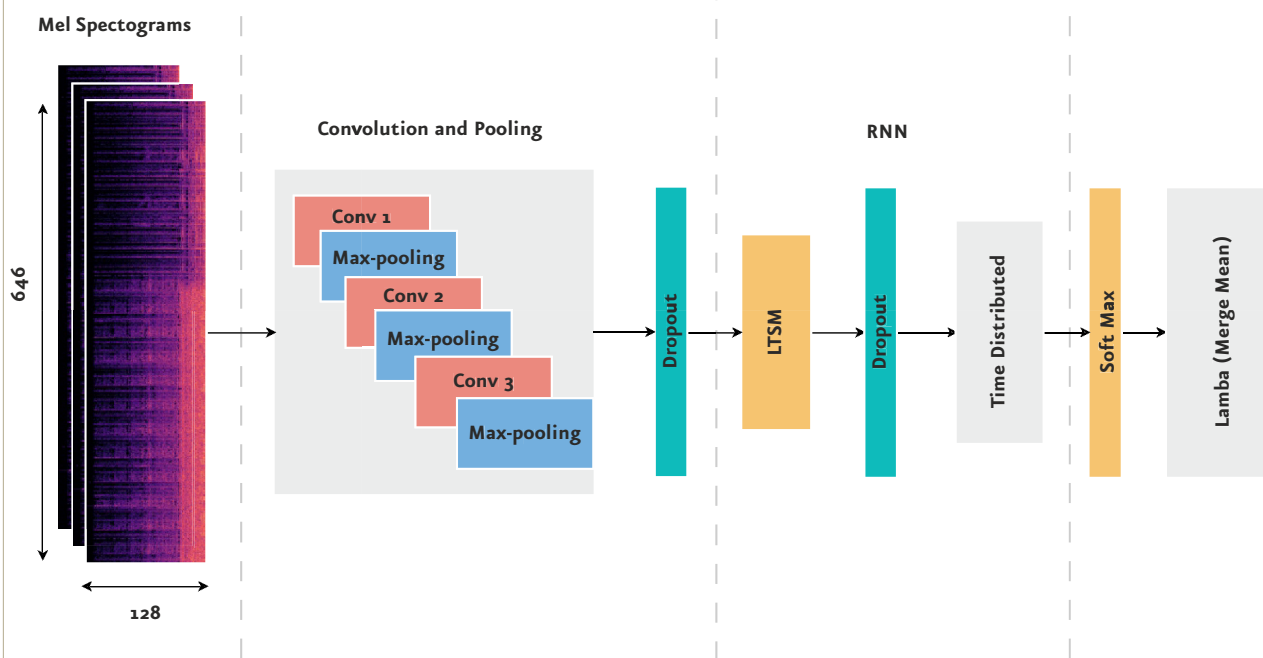 Mel Spectograms
646
128
Convolution and Pooling
Conv 1
Max-pooling
Conv 2
Max-pooling
Conv 3
Max-pooling
Dropout
RNN
LTSM
Dropout
Time Distributed
Soft Max
Lamba (Merge Mean)